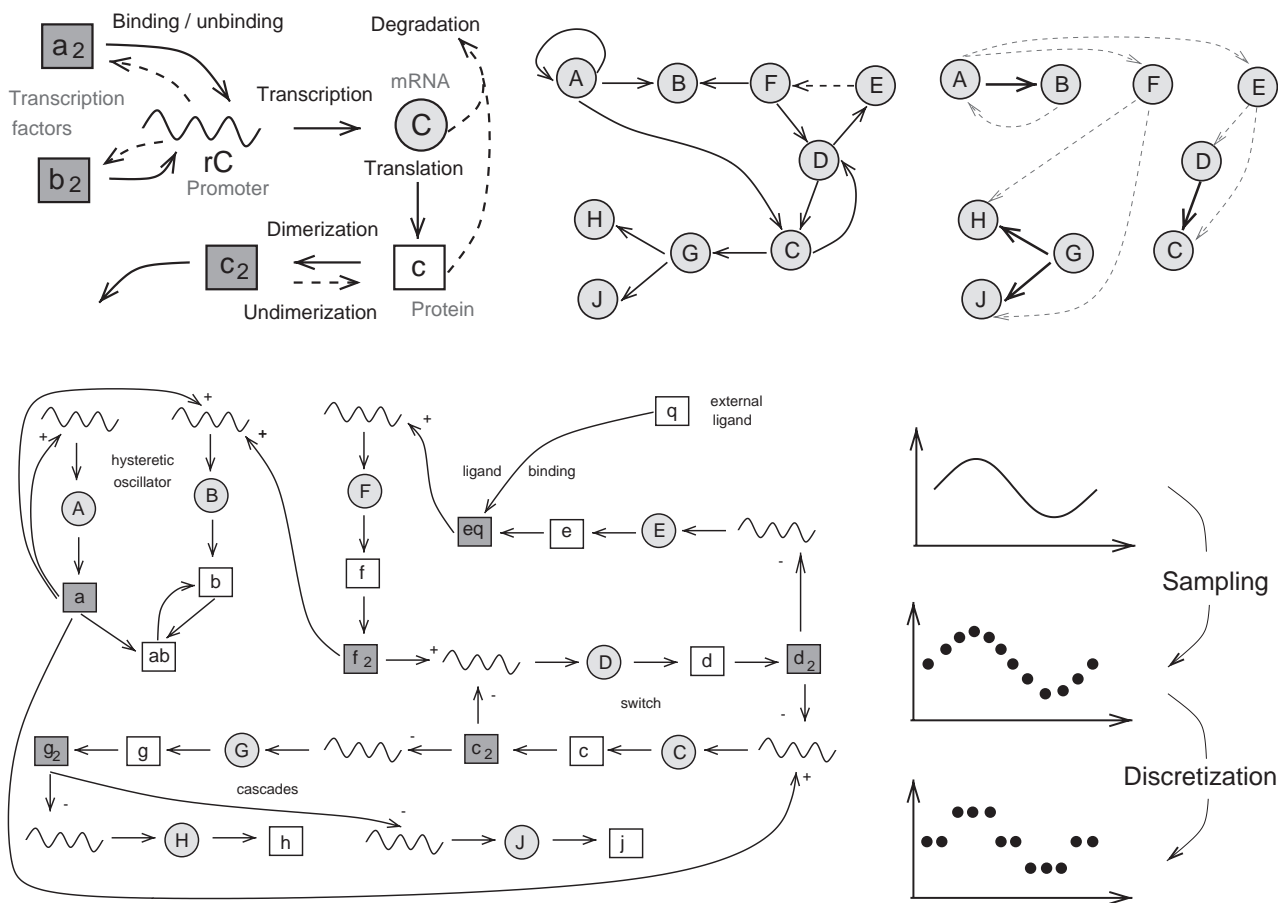 Binding / unbinding
a2
Degradation
Transcription factors
Transcription
mRNA
C
rC
Promoter
b2
Translation
Dimerization
c2
c
Undimerization
Protein
A
B
F
E
D
H
G
C
J
A
B
F
E
D
H
G
C
J
+
+
+
hysteretic
oscillator
A
B
a
b
ab
+
F
f
f2
q
external
ligand
ligand binding
eq
e
E
-
+
D
d
d2
switch
-
-
g2
g
G
-
c2
c
C
+
cascades
-
-
H
h
J
j
Sampling
Discretization